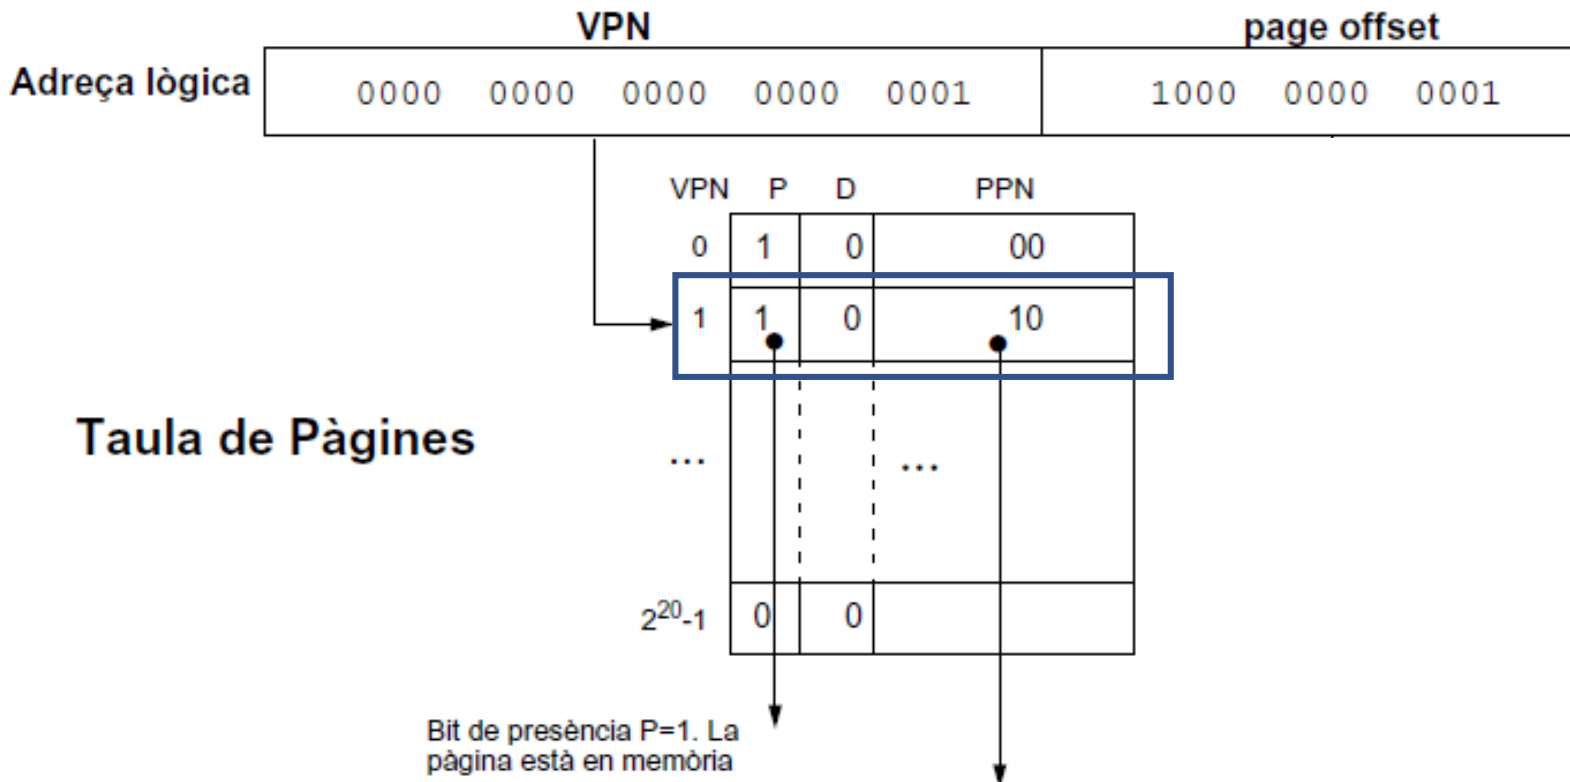 VPN page offset
Adreça lògica 0000 0000 0000 0000 0001 1000 0000 0001
VPN P D PPN
0 1 0 00
1 1 0 10
Taula de Pàgines
... ...
2²⁰-1 0 0
Bit de presència P=1. La
pàgina està en memòria